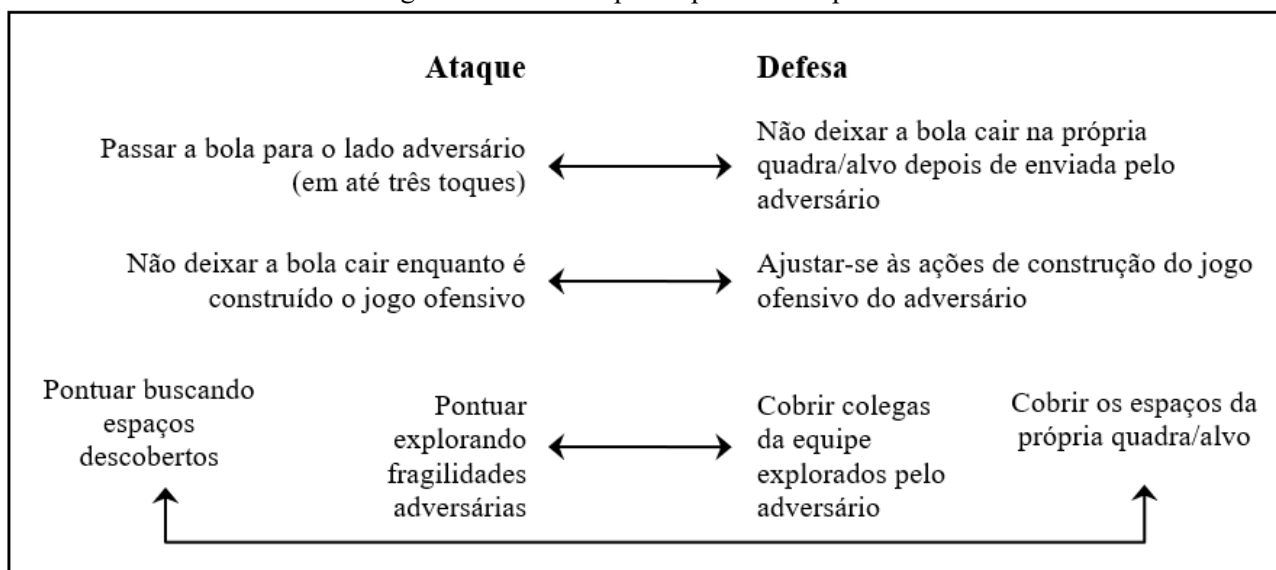 Ataque
Defesa
Passar a bola para o lado adversário
(em até três toques)
Não deixar a bola cair na própria
quadra/alvo depois de enviada pelo
adversário
Não deixar a bola cair enquanto é
construído o jogo ofensivo
Ajustar-se às ações de construção do jogo
ofensivo do adversário
Pontuar buscando
espaços
descobertos
Pontuar
explorando
fragilidades
adversárias
Cobrir colegas
da equipe
explorados pelo
adversário
Cobrir os espaços da
própria quadra/alvo